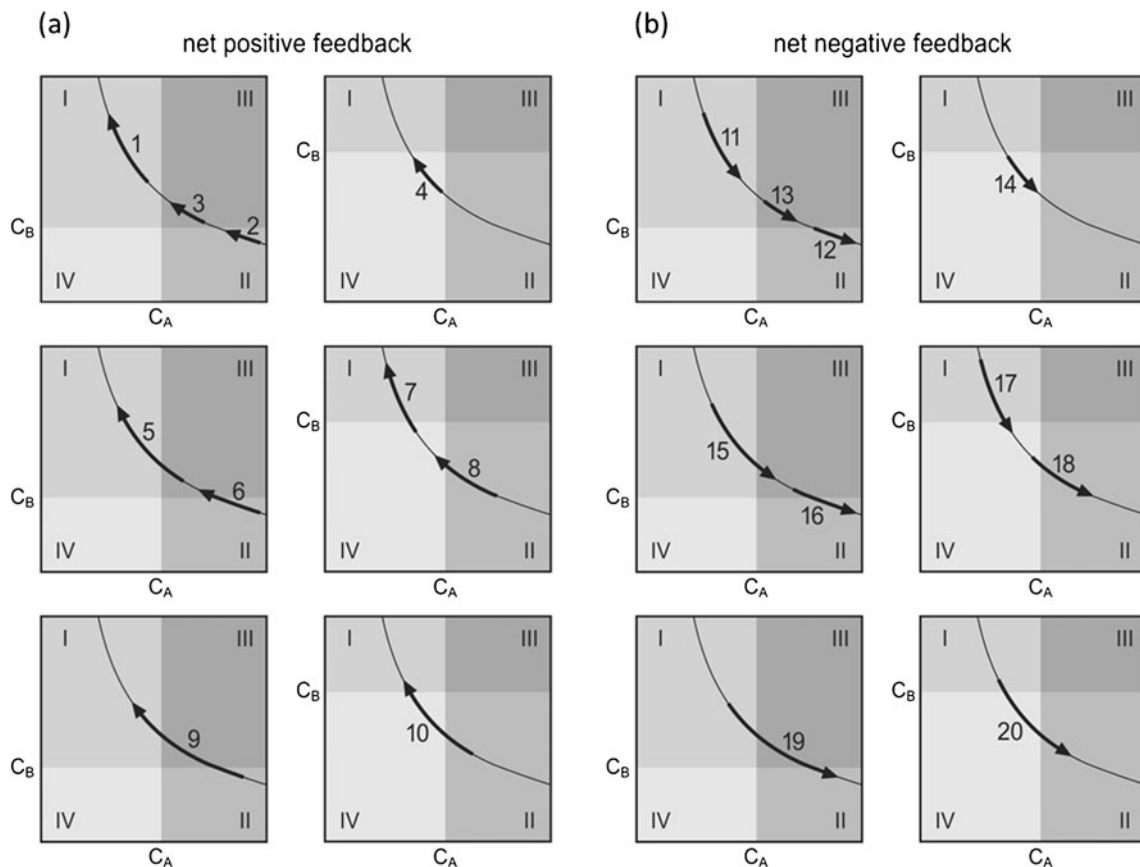 (a)
net positive feedback
(b)
net negative feedback
I III
1
3
2
C_B
IV II
C_A
I III
C_B
4
IV II
C_A
I III
11
13
12
C_B
IV II
C_A
I III
C_B
14
IV II
C_A
I III
5
6
C_B
IV II
C_A
I III
7
C_B
8
IV II
C_A
I III
15
16
C_B
IV II
C_A
I III
17
C_B
18
IV II
C_A
I III
9
C_B
IV II
C_A
I III
C_B
10
IV II
C_A
I III
19
C_B
IV II
C_A
I III
C_B
20
IV II
C_A